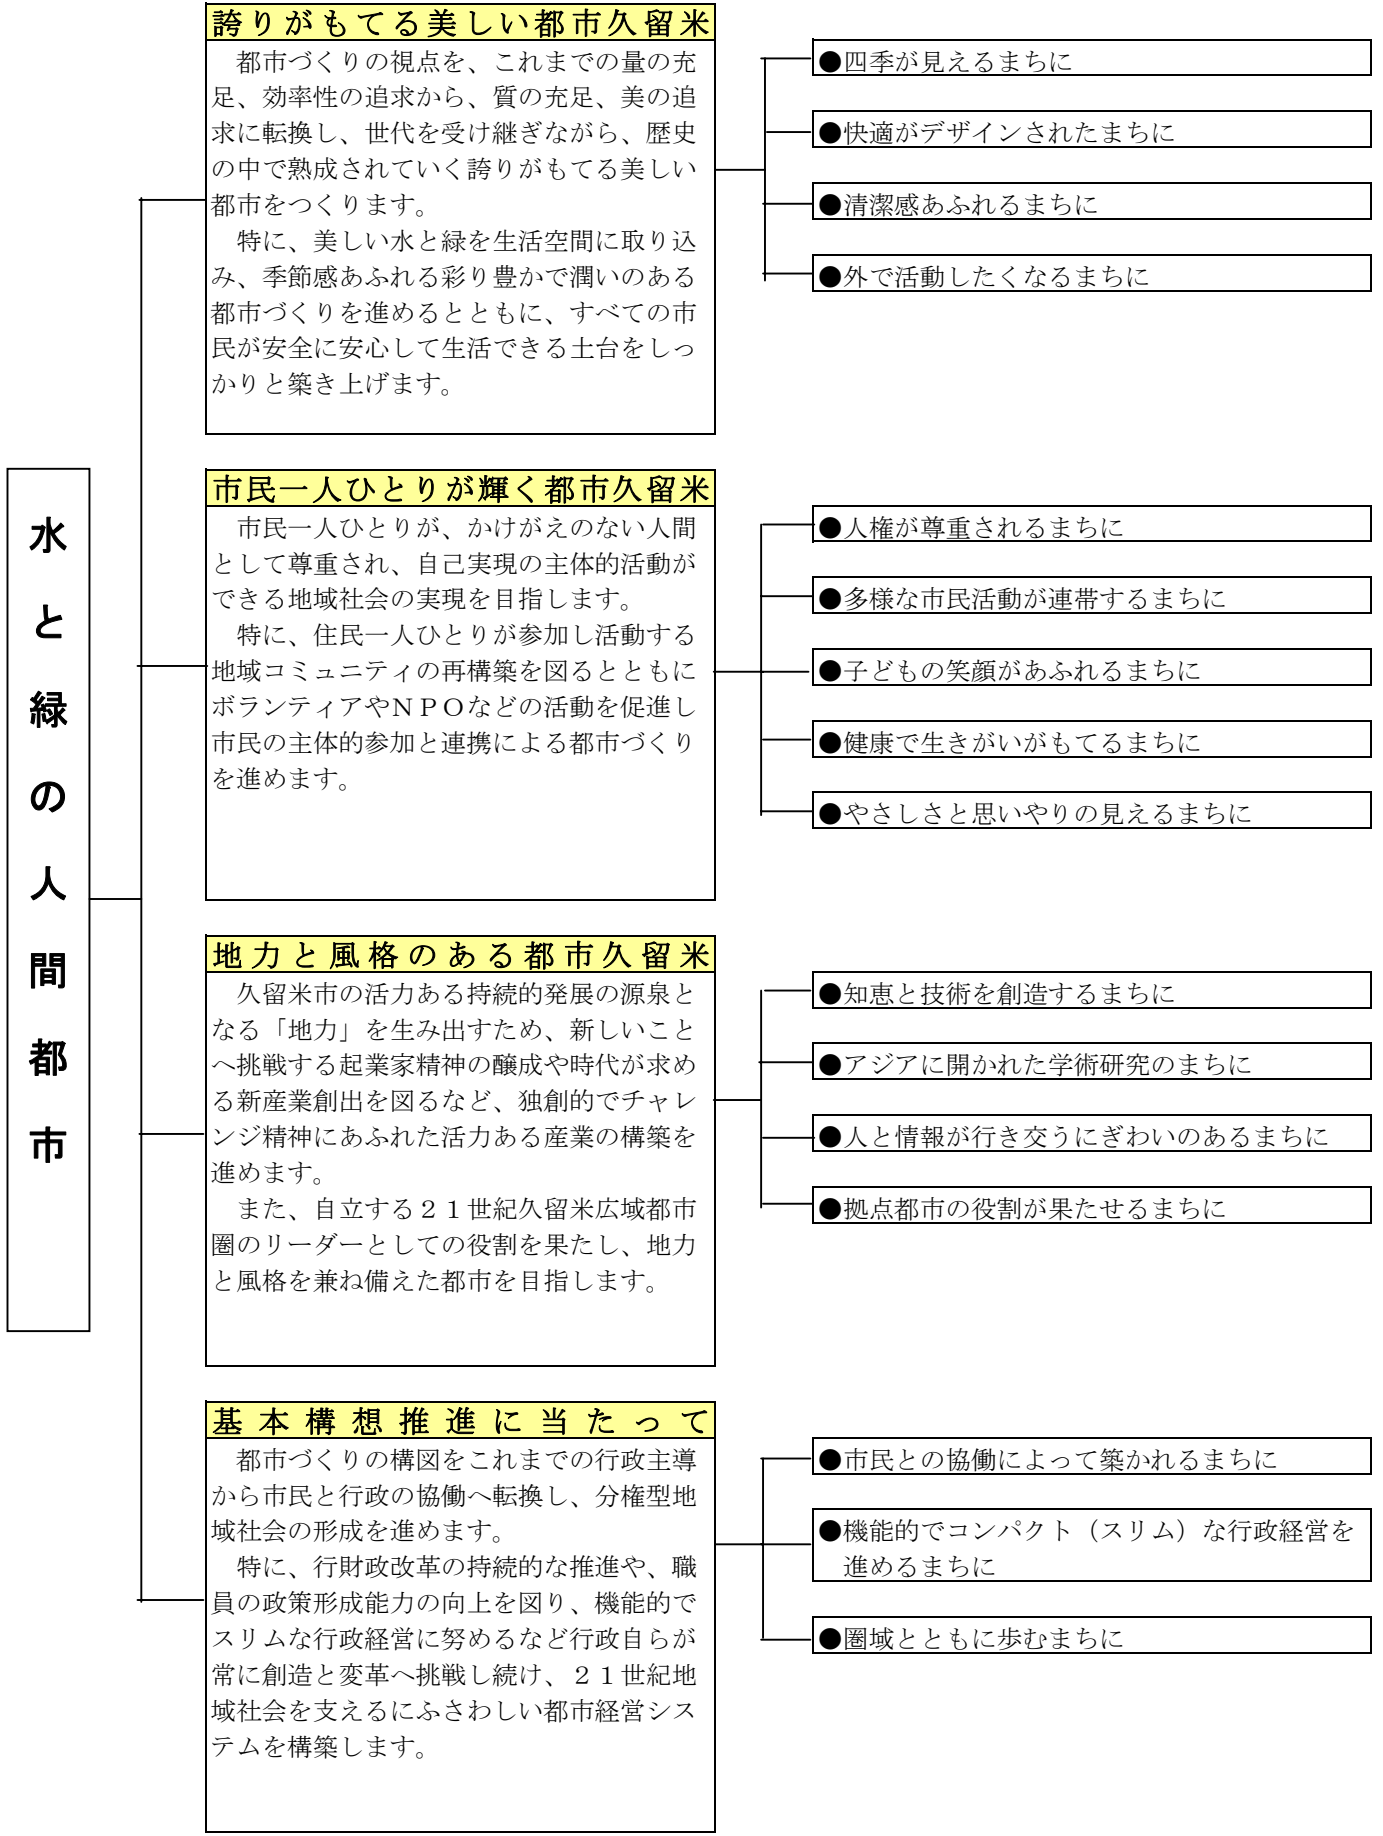 水と緑の人間都市
誇りがもてる美しい都市久留米
　都市づくりの視点を、これまでの量の充
足、効率性の追求から、質の充足、美の追
求に転換し、世代を受け継ぎながら、歴史
の中で熟成されていく誇りがもてる美しい
都市をつくります。
　特に、美しい水と緑を生活空間に取り込
み、季節感あふれる彩り豊かで潤いのある
都市づくりを進めるとともに、すべての市
民が安全に安心して生活できる土台をしっ
かりと築き上げます。
●四季が見えるまちに
●快適がデザインされたまちに
●清潔感あふれるまちに
●外で活動したくなるまちに
市民一人ひとりが輝く都市久留米
　市民一人ひとりが、かけがえのない人間
として尊重され、自己実現の主体的活動が
できる地域社会の実現を目指します。
　特に、住民一人ひとりが参加し活動する
地域コミュニティの再構築を図るとともに
ボランティアやＮＰＯなどの活動を促進し
市民の主体的参加と連携による都市づくり
を進めます。
●人権が尊重されるまちに
●多様な市民活動が連帯するまちに
●子どもの笑顔があふれるまちに
●健康で生きがいがもてるまちに
●やさしさと思いやりの見えるまちに
地力と風格のある都市久留米
　久留米市の活力ある持続的発展の源泉と
なる「地力」を生み出すため、新しいこと
へ挑戦する起業家精神の醸成や時代が求め
る新産業創出を図るなど、独創的でチャレ
ンジ精神にあふれた活力ある産業の構築を
進めます。
　また、自立する２１世紀久留米広域都市
圏のリーダーとしての役割を果たし、地力
と風格を兼ね備えた都市を目指します。
●知恵と技術を創造するまちに
●アジアに開かれた学術研究のまちに
●人と情報が行き交うにぎわいのあるまちに
●拠点都市の役割が果たせるまちに
基本構想推進に当たって
　都市づくりの構図をこれまでの行政主導
から市民と行政の協働へ転換し、分権型地
域社会の形成を進めます。
　特に、行財政改革の持続的な推進や、職
員の政策形成能力の向上を図り、機能的で
スリムな行政経営に努めるなど行政自らが
常に創造と変革へ挑戦し続け、２１世紀地
域社会を支えるにふさわしい都市経営シス
テムを構築します。
●市民との協働によって築かれるまちに
●機能的でコンパクト（スリム）な行政経営を
進めるまちに
●圏域とともに歩むまちに